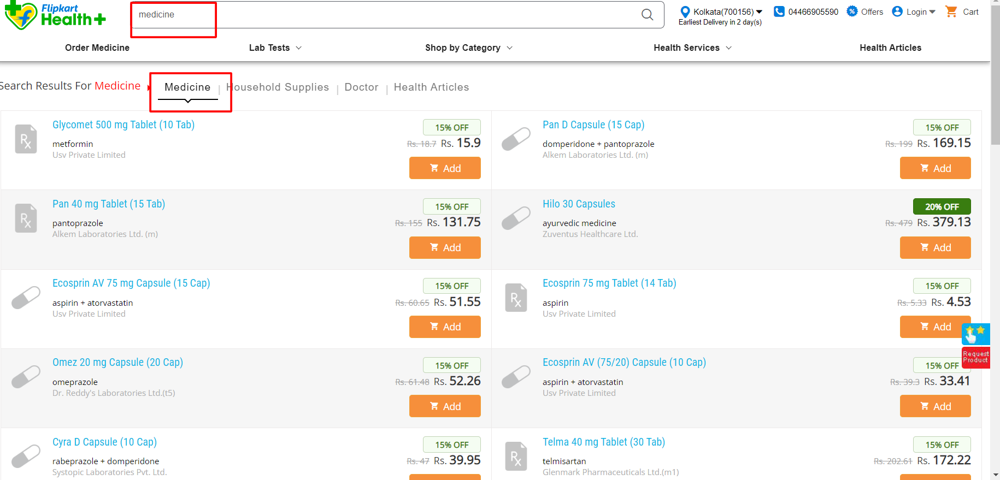 Flipkart
Health+
medicine
Kolkata(700156)
Earliest Delivery in 2 day(s)
04466905590
Offers
Login
Cart
Order Medicine
Lab Tests
Shop by Category
Health Services
Health Articles
Search Results For Medicine
Medicine | Household Supplies | Doctor | Health Articles
Glycomet 500 mg Tablet (10 Tab)
15% OFF
metformin
Rs. 18.7 Rs. 15.9
Usv Private Limited
Add
Pan D Capsule (15 Cap)
15% OFF
domperidone + pantoprazole
Rs. 199 Rs. 169.15
Alkem Laboratories Ltd. (m)
Add
Pan 40 mg Tablet (15 Tab)
15% OFF
pantoprazole
Rs. 155 Rs. 131.75
Alkem Laboratories Ltd. (m)
Add
Hilo 30 Capsules
20% OFF
ayurvedic medicine
Rs. 479 Rs. 379.13
Zuventus Healthcare Ltd.
Add
Ecosprin AV 75 mg Capsule (15 Cap)
15% OFF
aspirin + atorvastatin
Rs. 60.65 Rs. 51.55
Usv Private Limited
Add
Ecosprin 75 mg Tablet (14 Tab)
15% OFF
aspirin
Rs. 5.33 Rs. 4.53
Usv Private Limited
Add
Omez 20 mg Capsule (20 Cap)
15% OFF
omeprazole
Rs. 61.48 Rs. 52.26
Dr. Reddy's Laboratories Ltd.(t5)
Add
Request
Product
Ecosprin AV (75/20) Capsule (10 Cap)
15% OFF
aspirin + atorvastatin
Rs. 39.3 Rs. 33.41
Usv Private Limited
Add
Cyra D Capsule (10 Cap)
15% OFF
rabeprazole + domperidone
Rs. 47 Rs. 39.95
Systopic Laboratories Pvt. Ltd.
Telma 40 mg Tablet (30 Tab)
15% OFF
telmisartan
Rs. 202.61 Rs. 172.22
Glenmark Pharmaceuticals Ltd.(m1)